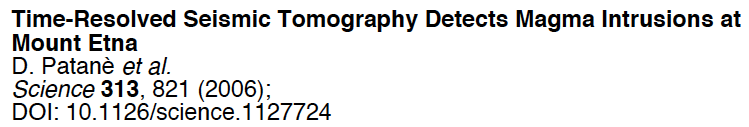 Time-Resolved Seismic Tomography Detects Magma Intrusions at
Mount Etna
D. Patanè et al.
Science 313, 821 (2006);
DOI: 10.1126/science.1127724